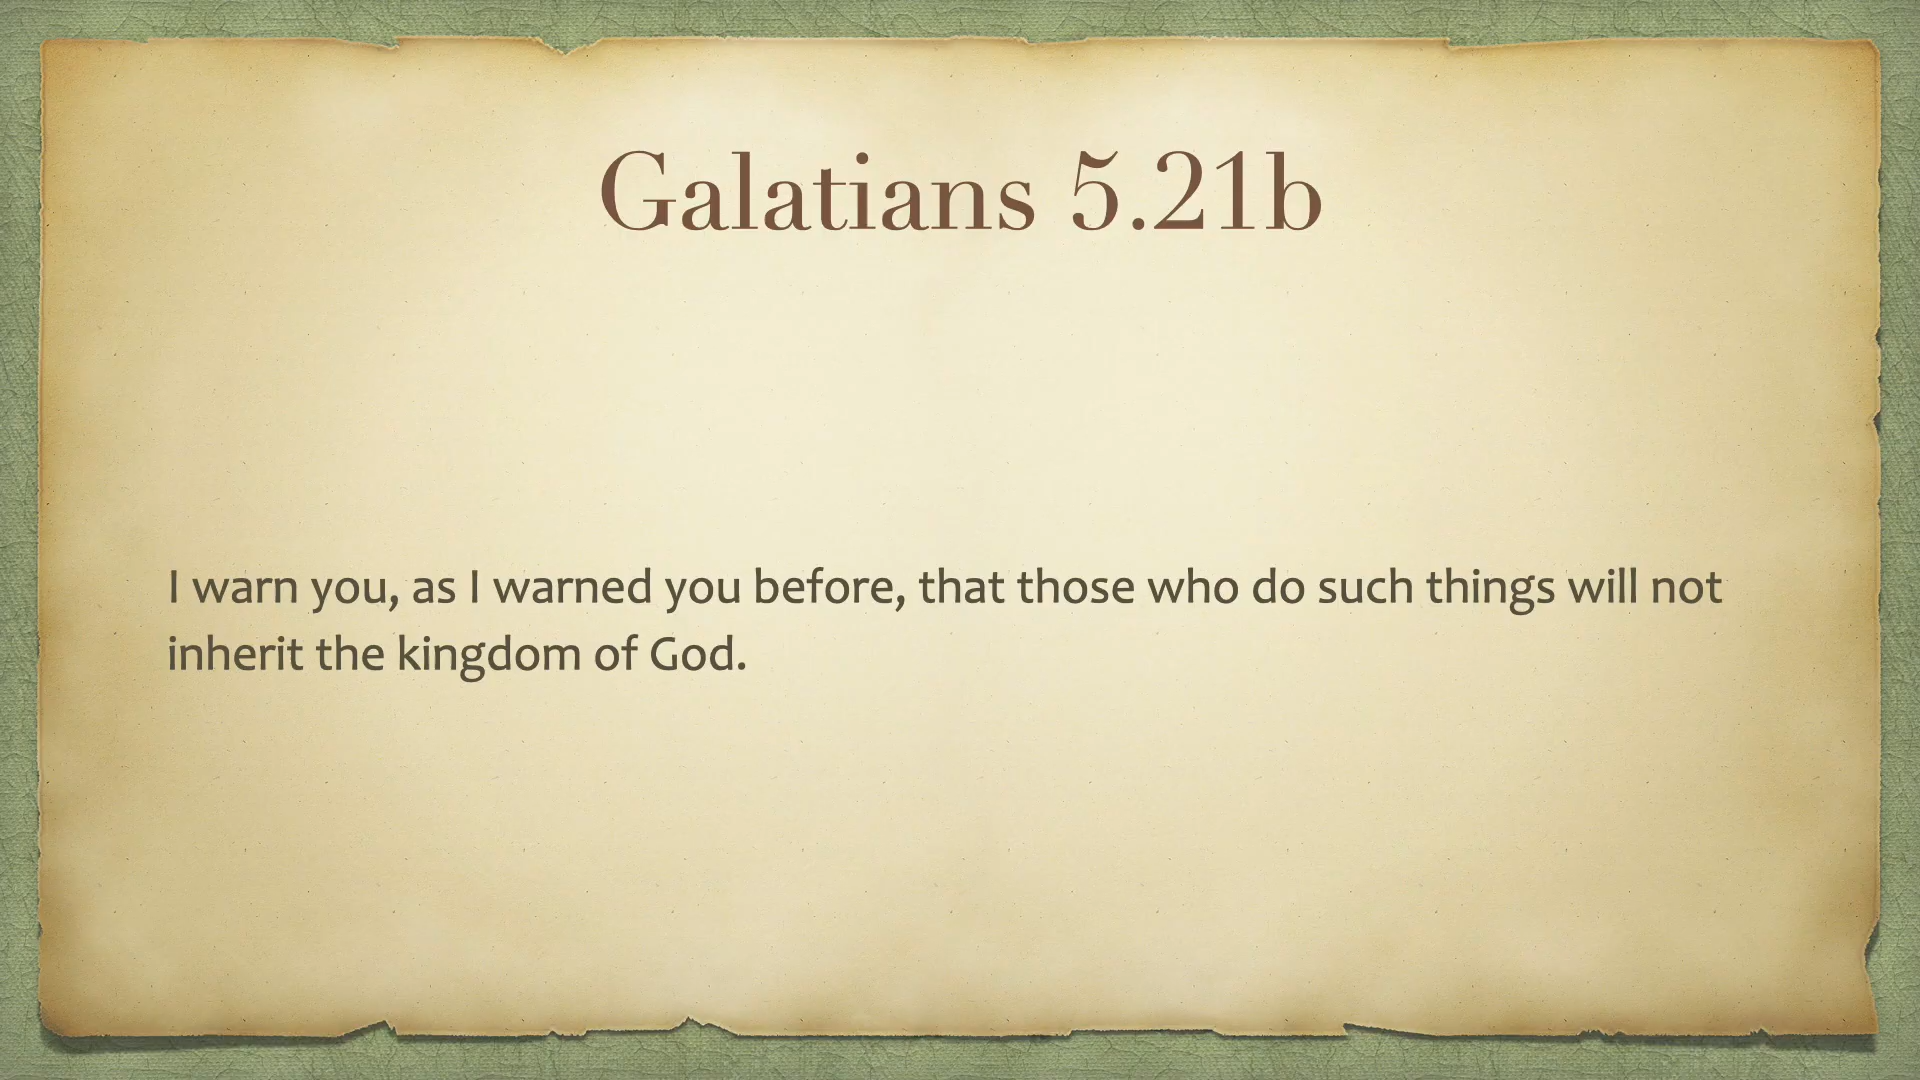 Galatians 5.21b
I warn you, as I warned you before, that those who do such things will not
inherit the kingdom of God.